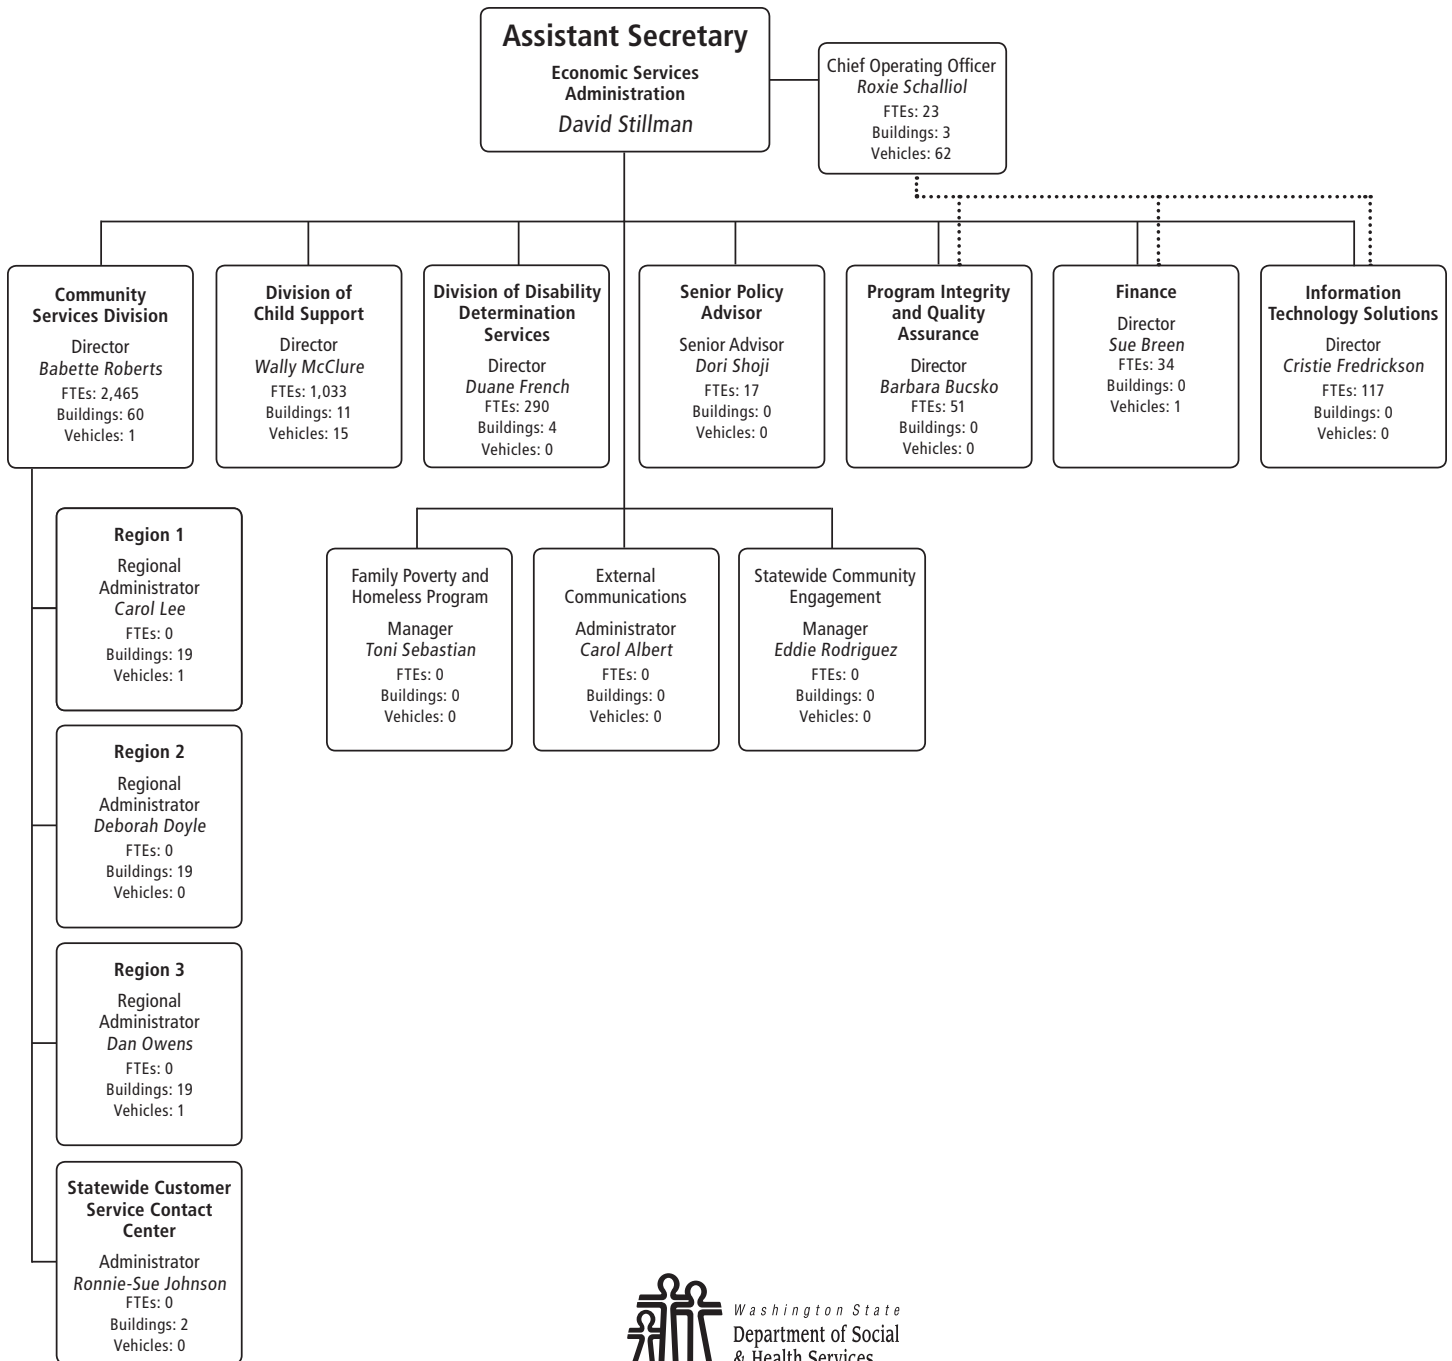 Assistant Secretary
Economic Services
Administration
David Stillman
Chief Operating Officer
Roxie Schalliol
FTEs: 23
Buildings: 3
Vehicles: 62
Community
Services Division
Director
Babette Roberts
FTEs: 2,465
Buildings: 60
Vehicles: 1
Division of
Child Support
Director
Wally McClure
FTEs: 1,033
Buildings: 11
Vehicles: 15
Division of Disability
Determination
Services
Director
Duane French
FTEs: 290
Buildings: 4
Vehicles: 0
Senior Policy
Advisor
Senior Advisor
Dori Shoji
FTEs: 17
Buildings: 0
Vehicles: 0
Program Integrity
and Quality
Assurance
Director
Barbara Bucsko
FTEs: 51
Buildings: 0
Vehicles: 0
Finance
Director
Sue Breen
FTEs: 34
Buildings: 0
Vehicles: 1
Information
Technology Solutions
Director
Cristie Fredrickson
FTEs: 117
Buildings: 0
Vehicles: 0
Region 1
Regional
Administrator
Carol Lee
FTEs: 0
Buildings: 19
Vehicles: 1
Family Poverty and
Homeless Program
Manager
Toni Sebastian
FTEs: 0
Buildings: 0
Vehicles: 0
External
Communications
Administrator
Carol Albert
FTEs: 0
Buildings: 0
Vehicles: 0
Statewide Community
Engagement
Manager
Eddie Rodriguez
FTEs: 0
Buildings: 0
Vehicles: 0
Region 2
Regional
Administrator
Deborah Doyle
FTEs: 0
Buildings: 19
Vehicles: 0
Region 3
Regional
Administrator
Dan Owens
FTEs: 0
Buildings: 19
Vehicles: 1
Statewide Customer
Service Contact
Center
Administrator
Ronnie-Sue Johnson
FTEs: 0
Buildings: 2
Vehicles: 0
Washington State
Department of Social
& Health Services